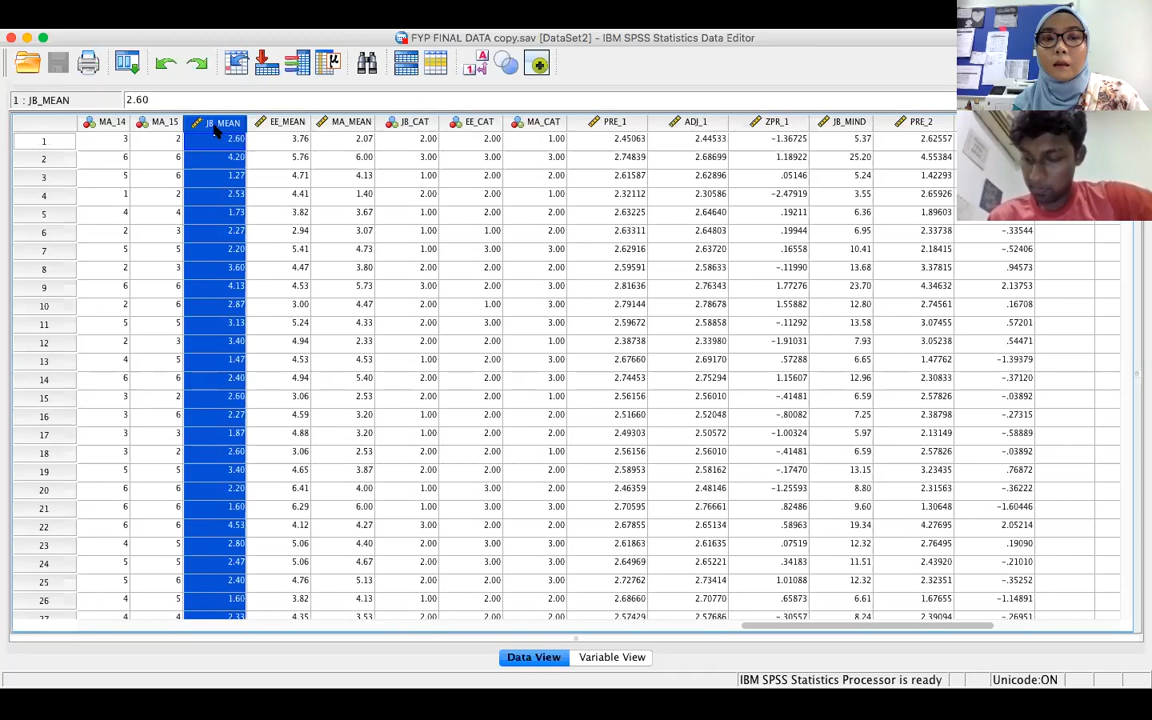 FYP FINAL DATA copy.sav [DataSet2] - IBM SPSS Statistics Data Editor
1 : JB_MEAN 2.60
MA_14 MA_15 JB_MEAN EE_MEAN MA_MEAN JB_CAT EE_CAT MA_CAT PRE_1 ADJ_1 ZPR_1 JB_MIND PRE_2
1 3 2 2.60 3.76 2.07 2.00 2.00 1.00 2.45063 2.44533 -1.36725 5.37 2.62557
2 6 6 4.20 5.76 6.00 3.00 3.00 3.00 2.74839 2.68699 1.18922 25.20 4.55384
3 5 6 1.27 4.71 4.13 1.00 2.00 3.00 2.61587 2.62896 .05146 5.24 1.42293
4 1 2 2.53 4.41 1.40 2.00 2.00 1.00 2.32112 2.30586 -2.47919 3.55 2.65926
5 4 4 1.73 3.82 3.67 1.00 2.00 2.00 2.63225 2.64640 .19211 6.36 1.89603
6 2 3 2.27 2.94 3.07 1.00 1.00 2.00 2.63311 2.64803 .19944 6.95 2.33738 -.33544
7 5 5 2.20 5.41 4.73 1.00 3.00 3.00 2.62916 2.63720 .16558 10.41 2.18415 -.52406
8 2 3 3.60 4.47 3.80 2.00 2.00 2.00 2.59591 2.58633 -.11990 13.68 3.37815 .94573
9 6 6 4.13 4.53 5.73 3.00 2.00 3.00 2.81636 2.76343 1.77276 23.70 4.34632 2.13753
10 2 6 2.87 3.00 4.47 2.00 1.00 3.00 2.79144 2.78678 1.55882 12.80 2.74561 .16708
11 5 5 3.13 5.24 4.33 2.00 3.00 3.00 2.59672 2.58858 -.11292 13.58 3.07455 .57201
12 2 3 3.40 4.94 2.33 2.00 2.00 1.00 2.38738 2.33980 -1.91031 7.93 3.05238 .54471
13 4 5 1.47 4.53 4.53 1.00 2.00 3.00 2.67660 2.69170 .57288 6.65 1.47762 -1.39379
14 6 6 2.40 4.94 5.40 2.00 2.00 3.00 2.74453 2.75294 1.15607 12.96 2.30833 -.37120
15 3 2 2.60 3.06 2.53 2.00 2.00 1.00 2.56156 2.56010 -.41481 6.59 2.57826 -.03892
16 3 6 2.27 4.59 3.20 1.00 2.00 2.00 2.51660 2.52048 -.80082 7.25 2.38798 -.27315
17 3 3 1.87 4.88 3.20 1.00 2.00 2.00 2.49303 2.50572 -1.00324 5.97 2.13149 -.58889
18 3 2 2.60 3.06 2.53 2.00 2.00 1.00 2.56156 2.56010 -.41481 6.59 2.57826 -.03892
19 5 5 3.40 4.65 3.87 2.00 2.00 2.00 2.58953 2.58162 -.17470 13.15 3.23435 .76872
20 6 6 2.20 6.41 4.00 1.00 3.00 2.00 2.46359 2.48146 -1.25593 8.80 2.31563 -.36222
21 6 6 1.60 6.29 6.00 1.00 3.00 3.00 2.70595 2.76661 .82486 9.60 1.30648 -1.60446
22 6 6 4.53 4.12 4.27 3.00 2.00 3.00 2.67855 2.65134 .58963 19.34 4.27695 2.05214
23 4 5 2.80 5.06 4.40 2.00 3.00 3.00 2.61863 2.61635 .07519 12.32 2.76495 .19090
24 5 5 2.47 5.06 4.67 2.00 3.00 3.00 2.64969 2.65221 .34183 11.51 2.43920 -.21010
25 5 6 2.40 4.76 5.13 2.00 2.00 3.00 2.72762 2.73414 1.01088 12.32 2.32351 -.35252
26 4 5 1.60 3.82 4.13 1.00 2.00 3.00 2.68660 2.70770 .65873 6.61 1.67655 -1.14891
27 4 4 2.33 4.35 3.53 2.57429 2.57686 -.30557 8.24 2.39094 -.26951
Data View Variable View
IBM SPSS Statistics Processor is ready Unicode:ON